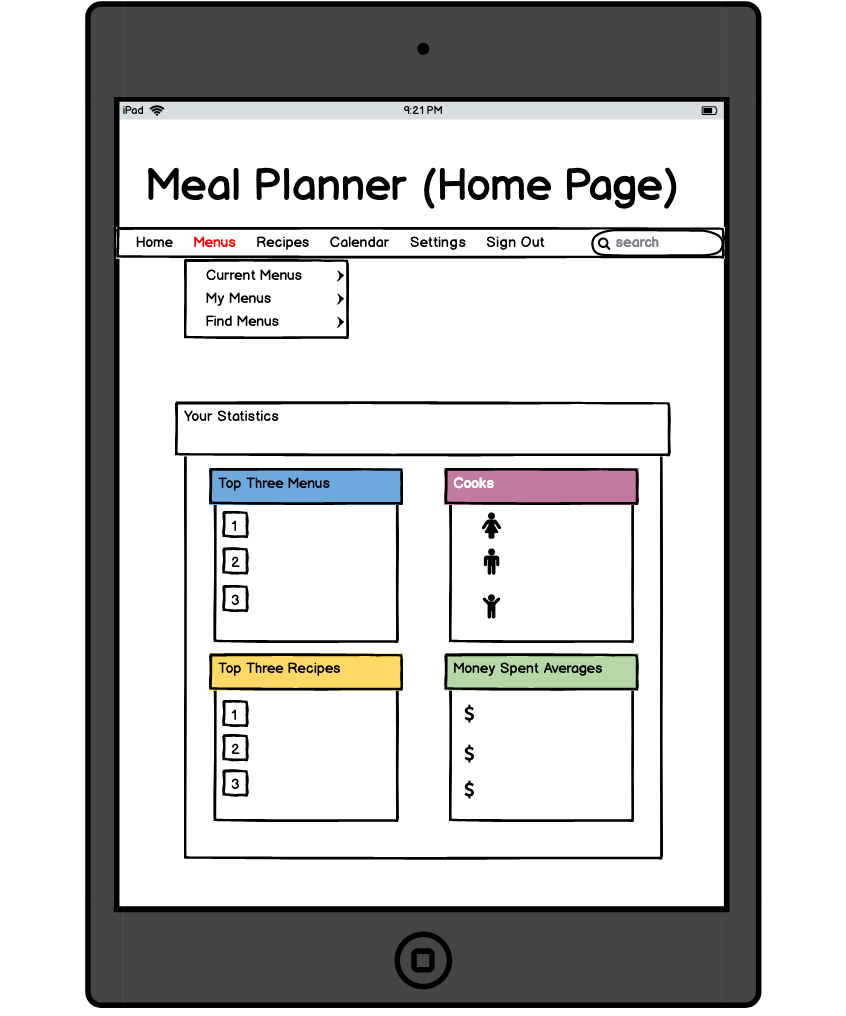 iPad 9:21 PM
Meal Planner (Home Page)
Home Menus Recipes Calendar Settings Sign Out search
Current Menus
My Menus
Find Menus
Your Statistics
Top Three Menus
1
2
3
Cooks
Top Three Recipes
1
2
3
Money Spent Averages
$
$
$